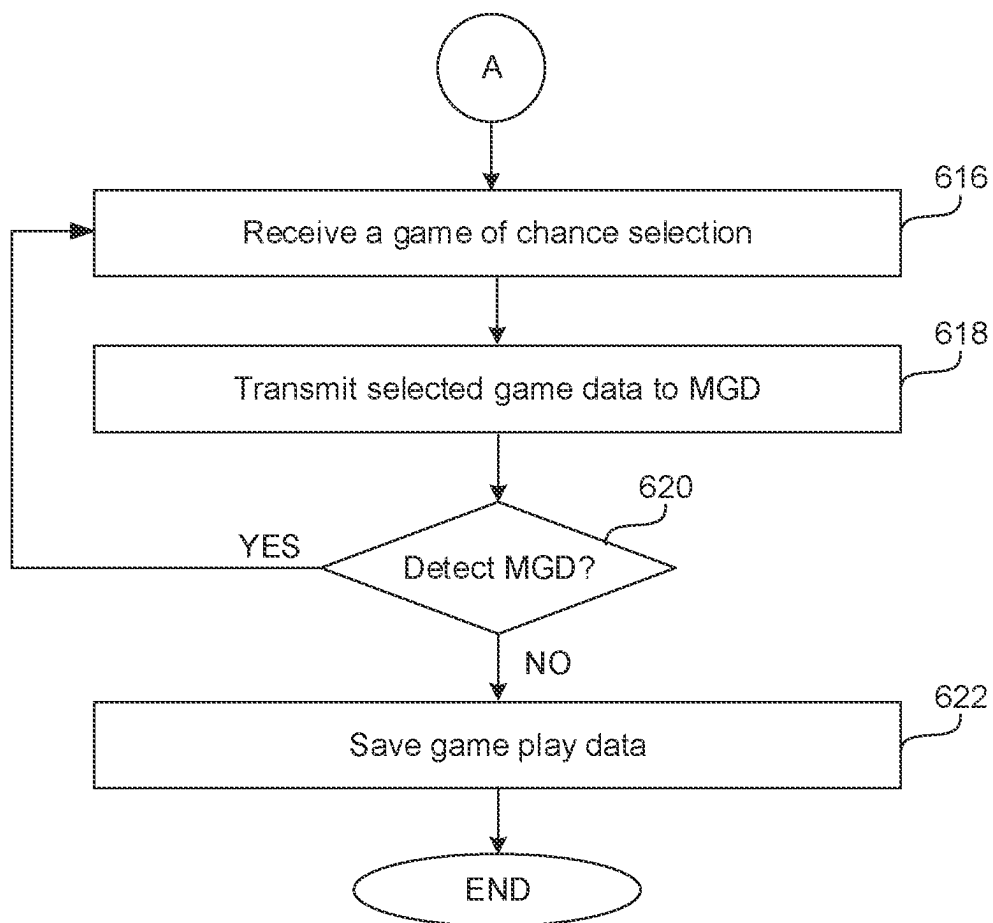 A
616
Receive a game of chance selection
618
Transmit selected game data to MGD
620
YES
Detect MGD?
NO
622
Save game play data
END